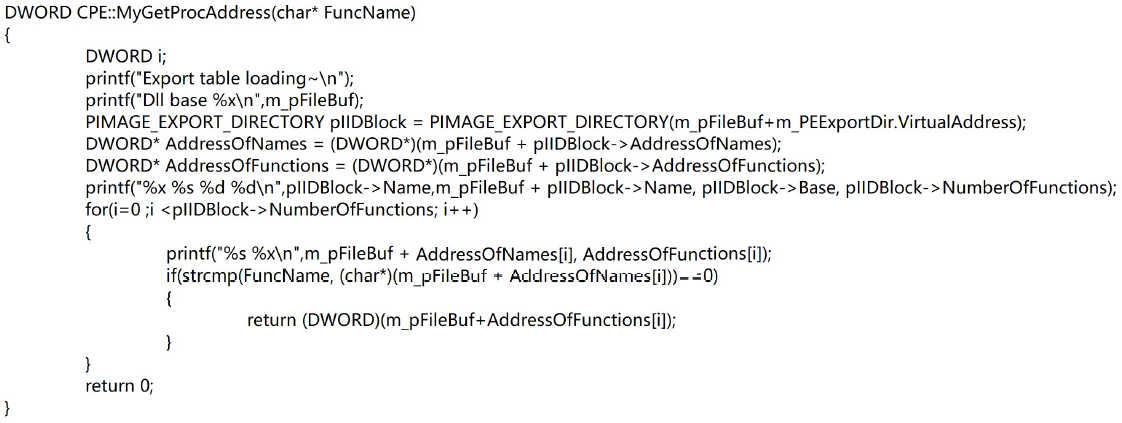 DWORD CPE::MyGetProcAddress(char* FuncName)
{
DWORD i;
printf("Export table loading~\n");
printf("Dll base %x\n",m_pFileBuf);
PIMAGE_EXPORT_DIRECTORY pIIDBlock = PIMAGE_EXPORT_DIRECTORY(m_pFileBuf+m_PEExportDir.VirtualAddress);
DWORD* AddressOfNames = (DWORD*)(m_pFileBuf + pIIDBlock->AddressOfNames);
DWORD* AddressOfFunctions = (DWORD*)(m_pFileBuf + pIIDBlock->AddressOfFunctions);
printf("%x %s %d %d\n",pIIDBlock->Name,m_pFileBuf + pIIDBlock->Name, pIIDBlock->Base, pIIDBlock->NumberOfFunctions);
for(i=0 ;i <pIIDBlock->NumberOfFunctions; i++)
{
printf("%s %x\n",m_pFileBuf + AddressOfNames[i], AddressOfFunctions[i]);
if(strcmp(FuncName, (char*)(m_pFileBuf + AddressOfNames[i]))==0)
{
return (DWORD)(m_pFileBuf+AddressOfFunctions[i]);
}
}
return 0;
}